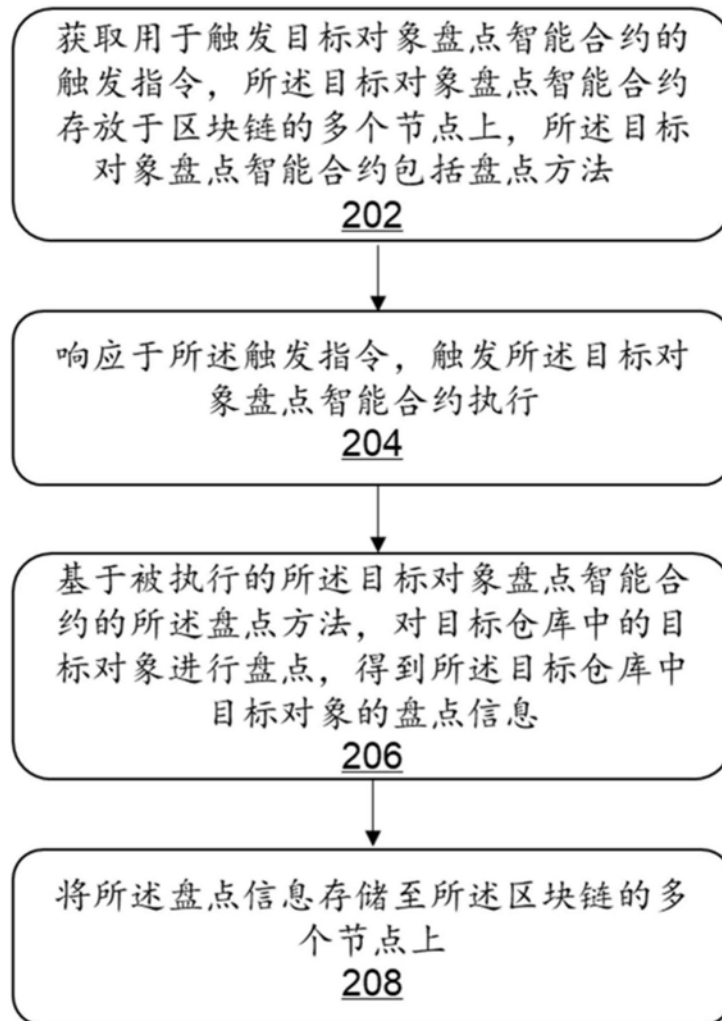 获取用于触发目标对象盘点智能合约的
触发指令，所述目标对象盘点智能合约
存放于区块链的多个节点上，所述目标
对象盘点智能合约包括盘点方法
202
响应于所述触发指令，触发所述目标对
象盘点智能合约执行
204
基于被执行的所述目标对象盘点智能合
约的所述盘点方法，对目标仓库中的目
标对象进行盘点，得到所述目标仓库中
目标对象的盘点信息
206
将所述盘点信息存储至所述区块链的多
个节点上
208